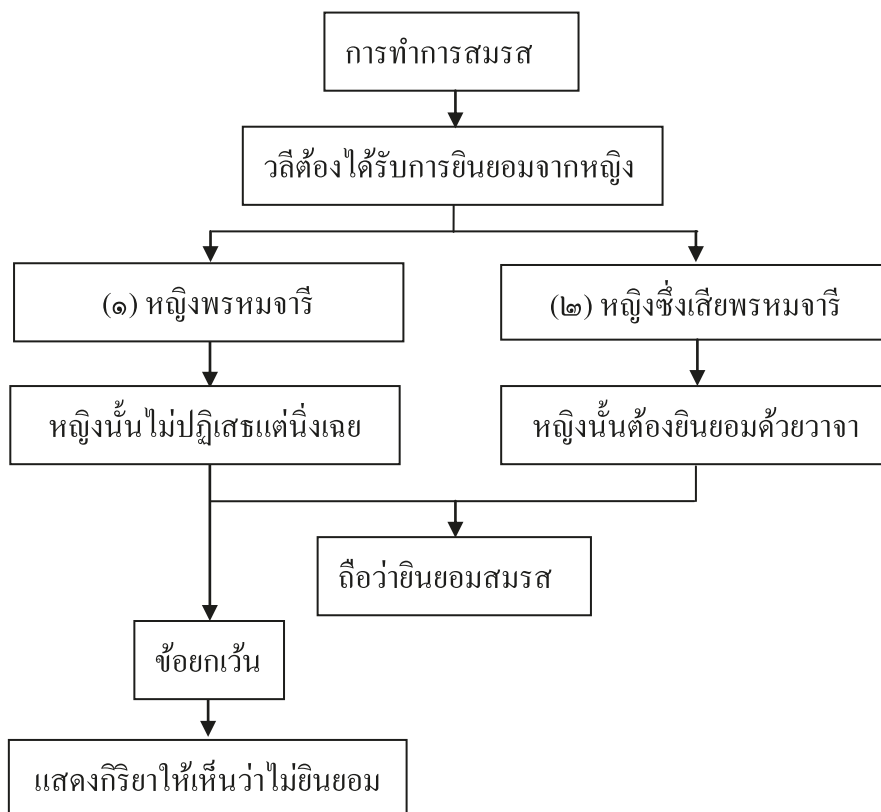 การทำการสมรส
วลีต้องได้รับการยินยอมจากหญิง
(๑) หญิงพรหมจารี
(๒) หญิงซึ่งเสียพรหมจารี
หญิงนั้นไม่ปฏิเสธแต่นิ่งเฉย
หญิงนั้นต้องยินยอมด้วยวาจา
ถือว่ายินยอมสมรส
ข้อยกเว้น
แสดงกิริยาให้เห็นว่าไม่ยินยอม